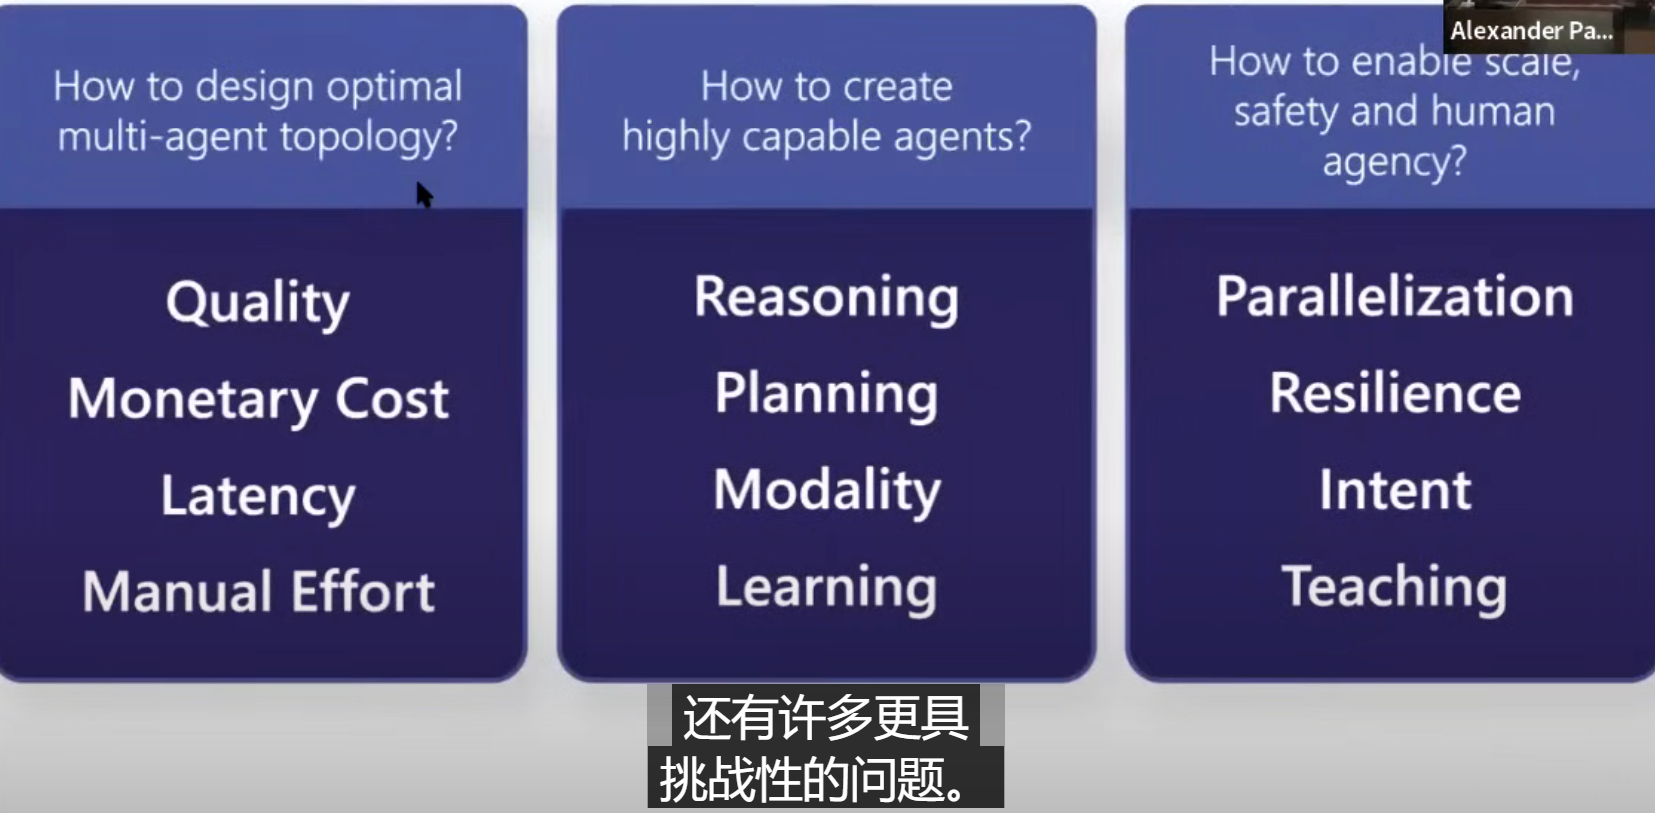 How to design optimal
multi-agent topology?
Quality
Monetary Cost
Latency
Manual Effort
How to create
highly capable agents?
Reasoning
Planning
Modality
Learning
Alexander Pa...
How to enable scale,
safety and human
agency?
Parallelization
Resilience
Intent
Teaching
还有许多更具
挑战性的问题。